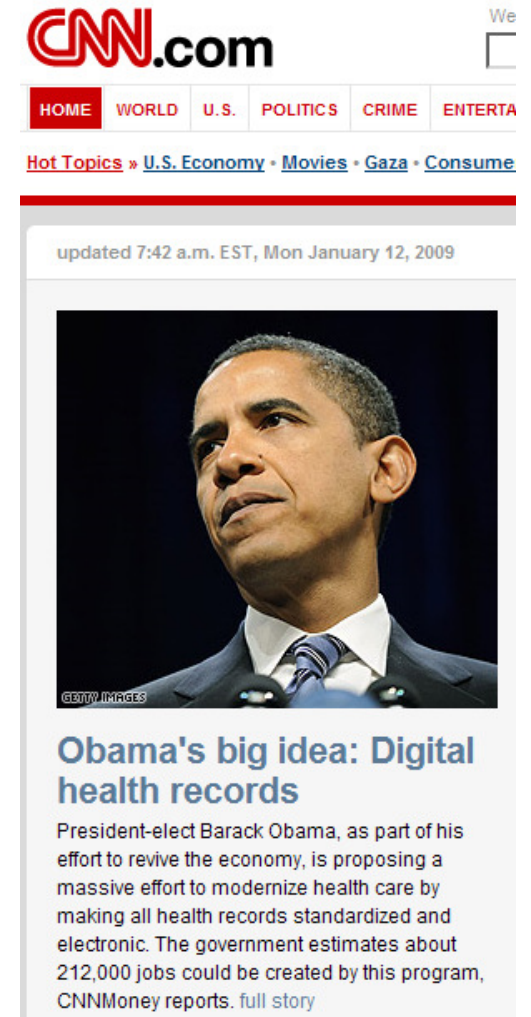 CNN.com
We
HOME WORLD U.S. POLITICS CRIME ENTERTA
Hot Topics » U.S. Economy • Movies • Gaza • Consume
updated 7:42 a.m. EST, Mon January 12, 2009
GETTY IMAGES
Obama's big idea: Digital
health records
President-elect Barack Obama, as part of his
effort to revive the economy, is proposing a
massive effort to modernize health care by
making all health records standardized and
electronic. The government estimates about
212,000 jobs could be created by this program,
CNNMoney reports. full story